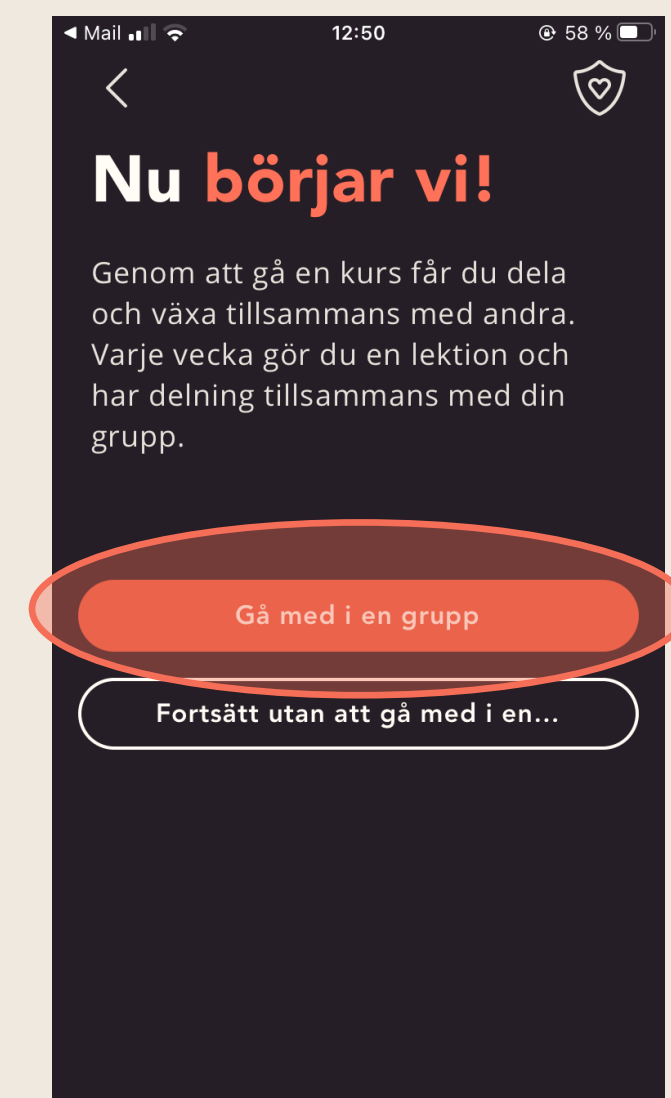 Mail 12:50 58 %
Nu börjar vi!
Genom att gå en kurs får du dela
och växa tillsammans med andra.
Varje vecka gör du en lektion och
har delning tillsammans med din
grupp.
Gå med i en grupp
Fortsätt utan att gå med i en...